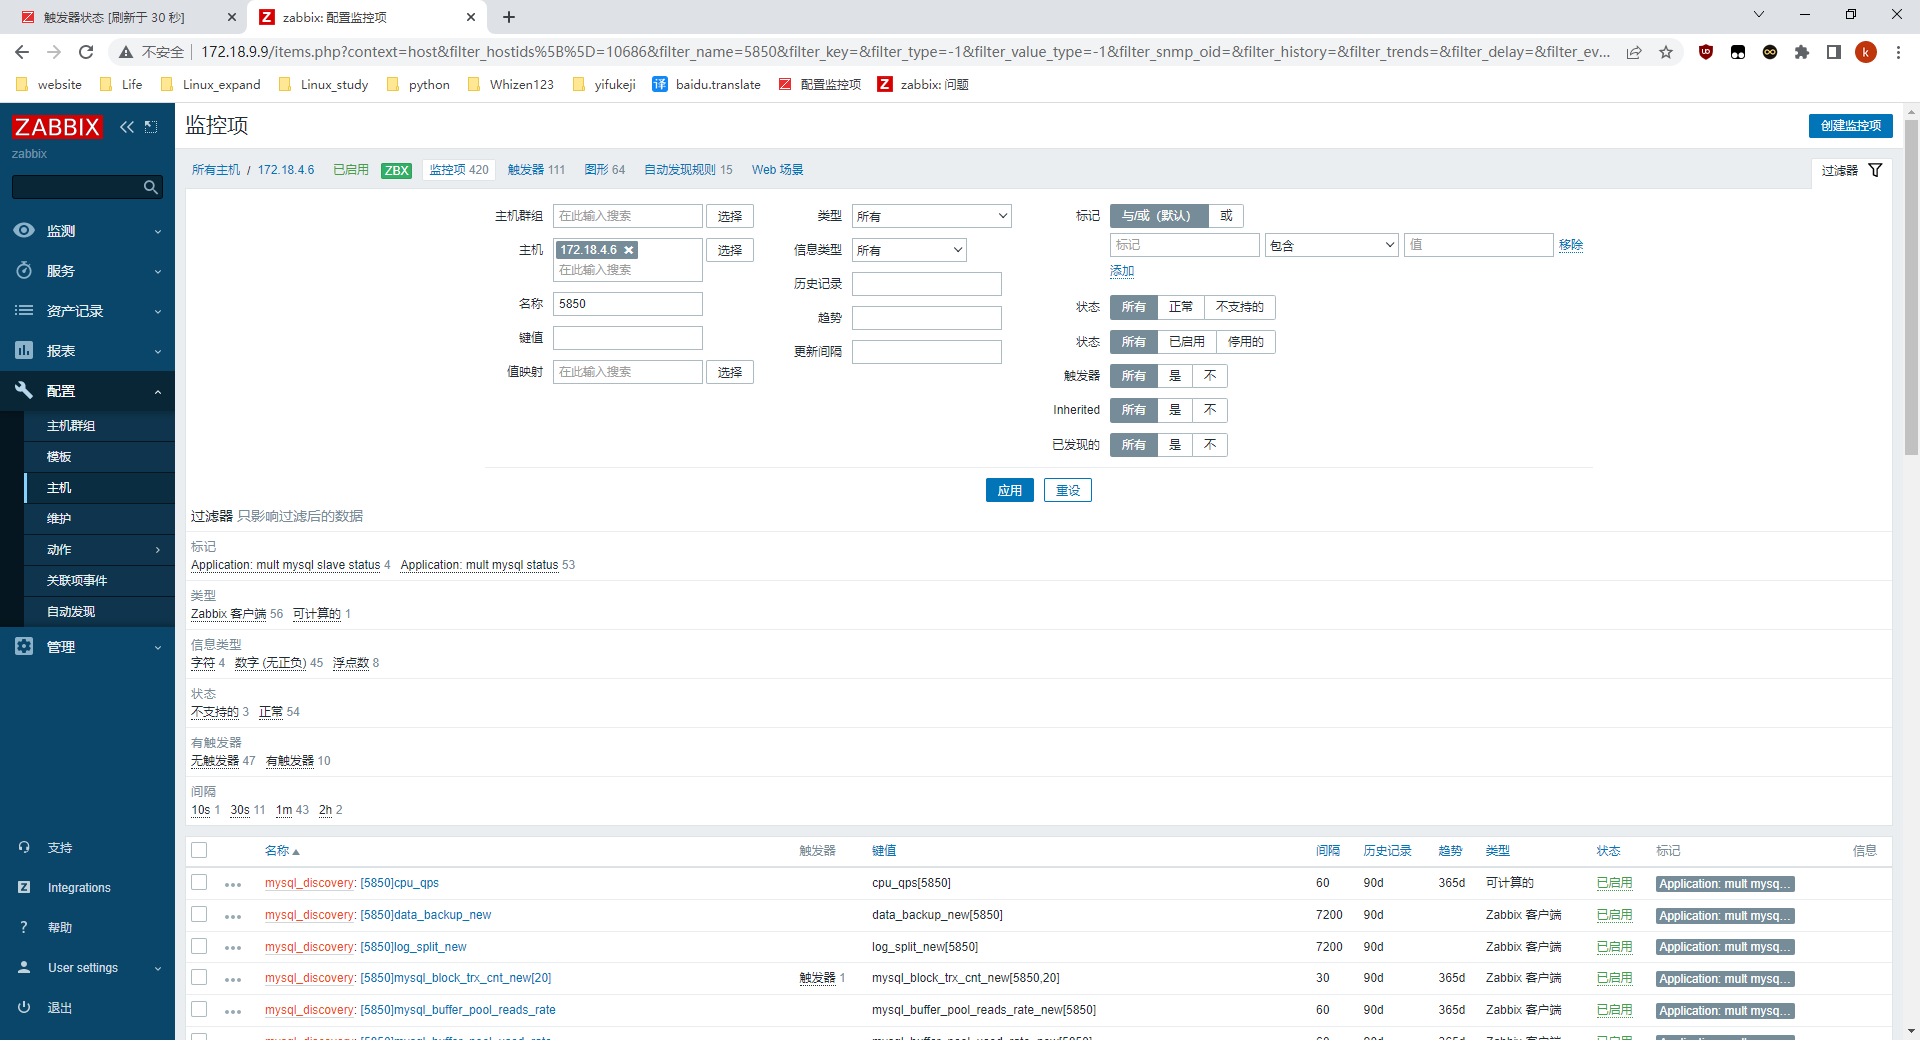 触发器状态 [刷新于 30 秒]
zabbix: 配置监控项
不安全
172.18.9.9/items.php?context=host&filter_hostids%5B%5D=10686&filter_name=5850&filter_key=&filter_type=-1&filter_value_type=-1&filter_snmp_oid=&filter_history=&filter_trends=&filter_delay=&filter_ev...
website Life Linux_expand Linux_study python Whizen123 yifukeji baidu.translate 配置监控项 zabbix: 问题
ZABBIX
zabbix
监测
服务
资产记录
报表
配置
主机群组
模板
主机
维护
动作
关联项事件
自动发现
管理
支持
Integrations
帮助
User settings
退出
监控项
创建监控项
所有主机 / 172.18.4.6 已启用 ZBX 监控项 420 触发器 111 图形 64 自动发现规则 15 Web 场景
过滤器
主机群组 在此输入搜索 选择
主机 172.18.4.6 选择
在此输入搜索
名称 5850
键值
值映射 在此输入搜索 选择
类型 所有
信息类型 所有
历史记录
趋势
更新间隔
标记 与/或（默认） 或
标记 包含 值 移除
添加
状态 所有 正常 不支持的
状态 所有 已启用 停用的
触发器 所有 是 不
Inherited 所有 是 不
已发现的 所有 是 不
应用 重设
过滤器 只影响过滤后的数据
标记
Application: mult mysql slave status 4 Application: mult mysql status 53
类型
Zabbix 客户端 56 可计算的 1
信息类型
字符 4 数字 (无正负) 45 浮点数 8
状态
不支持的 3 正常 54
有触发器
无触发器 47 有触发器 10
间隔
10s 1 30s 11 1m 43 2h 2
名称 触发器 键值 间隔 历史记录 趋势 类型 状态 标记 信息
mysql_discovery: [5850]cpu_qps cpu_qps[5850] 60 90d 365d 可计算的 已启用 Application: mult mysq...
mysql_discovery: [5850]data_backup_new data_backup_new[5850] 7200 90d Zabbix 客户端 已启用 Application: mult mysq...
mysql_discovery: [5850]log_split_new log_split_new[5850] 7200 90d Zabbix 客户端 已启用 Application: mult mysq...
mysql_discovery: [5850]mysql_block_trx_cnt_new[20] 触发器 1 mysql_block_trx_cnt_new[5850,20] 30 90d 365d Zabbix 客户端 已启用 Application: mult mysq...
mysql_discovery: [5850]mysql_buffer_pool_reads_rate mysql_buffer_pool_reads_rate_new[5850] 60 90d 365d Zabbix 客户端 已启用 Application: mult mysq...